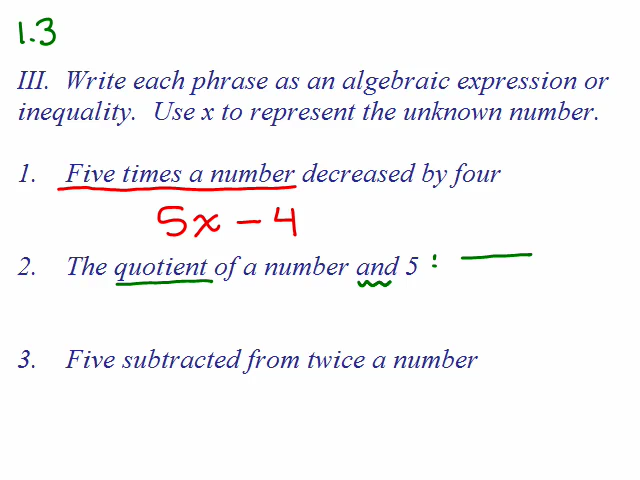 1.3
III. Write each phrase as an algebraic expression or
inequality. Use x to represent the unknown number.
1. Five times a number decreased by four
5x - 4
2. The quotient of a number and 5 ÷
3. Five subtracted from twice a number